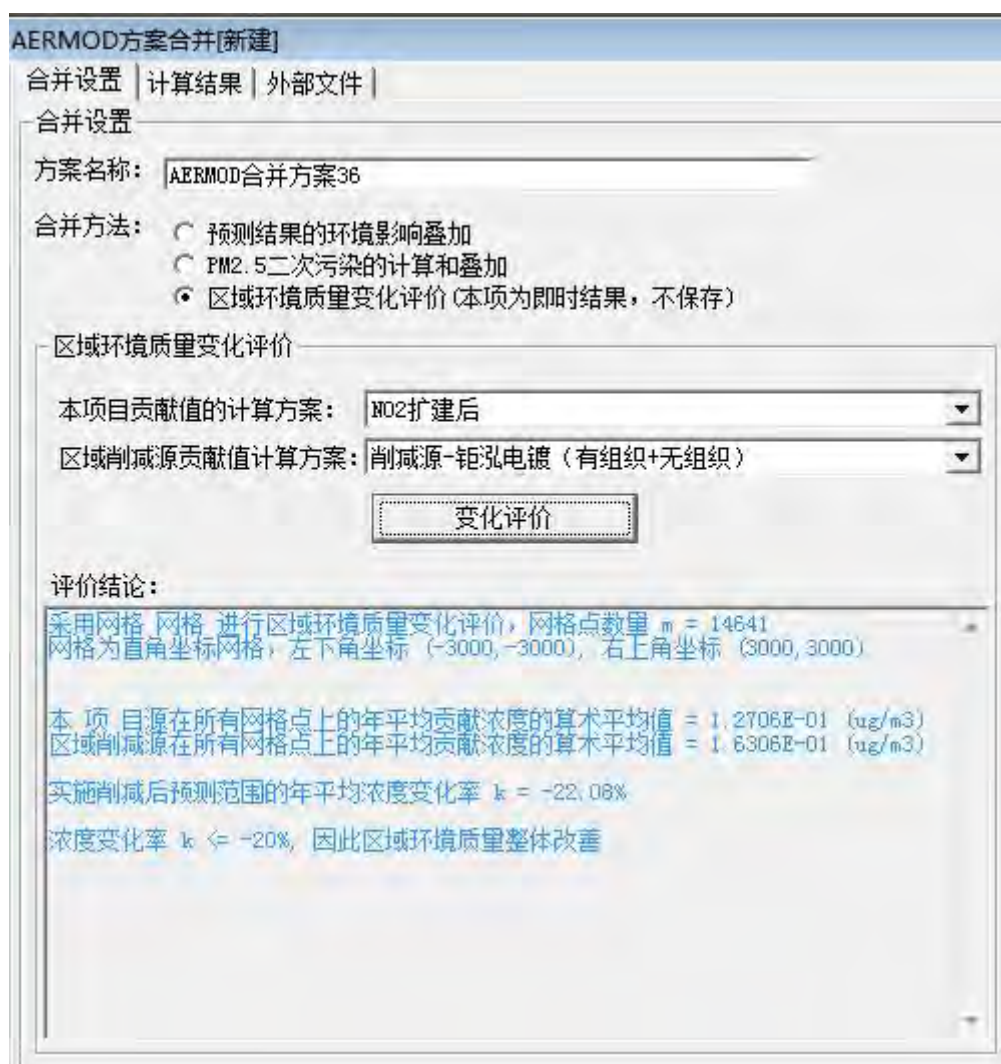 AERMOD方案合并[新建]
合并设置 计算结果 外部文件
合并设置
方案名称: AERMOD合并方案36
合并方法: 预测结果的环境影响叠加
PM2.5二次污染的计算和叠加
区域环境质量变化评价(本项为即时结果,不保存)
区域环境质量变化评价
本项目贡献值的计算方案: NO2扩建后
区域削减源贡献值计算方案: 削减源-钜泓电镀(有组织+无组织)
变化评价
评价结论:
采用网格 网格 进行区域环境质量变化评价, 网格点数量 m = 14641
网格为直角坐标网格, 左下角坐标 (-3000,-3000), 右上角坐标 (3000,3000)
本 项 目源在所有网格点上的年平均贡献浓度的算术平均值 = 1.2706E-01 (ug/m3)
区域削减源在所有网格点上的年平均贡献浓度的算术平均值 = 1.6306E-01 (ug/m3)
实施削减后预测范围的年平均浓度变化率 k = -22.08%
浓度变化率 k <= -20%, 因此区域环境质量整体改善